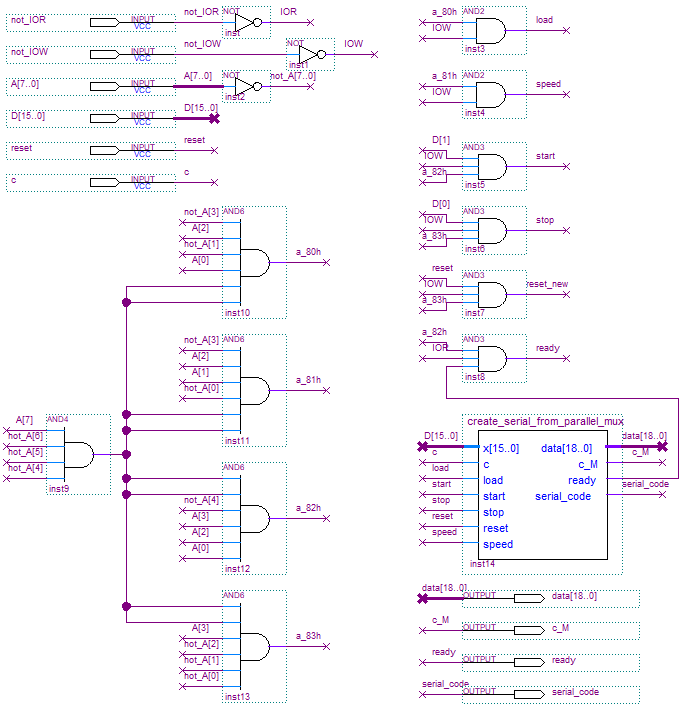 not_IOR INPUT VCC not_IOR NOT inst IOR
not_IOW INPUT VCC not_IOW NOT inst1 IOW
A[7..0] INPUT VCC A[7..0] NOT inst2 not_A[7..0]
D[15..0] INPUT VCC D[15..0]
reset INPUT VCC reset
c INPUT VCC c
a_80h AND2
IOW load
inst3
a_81h AND2
IOW speed
inst4
D[1] AND3
IOW start
a_82h
inst5
D[0] AND3
IOW stop
a_83h
inst6
reset AND3
IOW reset_new
a_83h
inst7
a_82h AND3
IOR ready
inst8
not_A[3] AND6
A[2]
not_A[1] a_80h
A[0]
inst10
not_A[3] AND6
A[2]
A[1] a_81h
not_A[0]
inst11
A[7] AND4
not_A[6]
not_A[5]
not_A[4]
inst9
AND6
not_A[4]
A[3] a_82h
A[2]
A[0]
inst12
AND6
A[3]
not_A[2] a_83h
not_A[1]
not_A[0]
inst13
create_serial_from_parallel_mux
D[15..0] x[15..0] data[18..0] data[18..0]
c c c_M c_M
load load ready
start start serial_code serial_code
stop stop
reset reset
speed speed
inst14
data[18..0] OUTPUT data[18..0]
c_M OUTPUT c_M
ready OUTPUT ready
serial_code OUTPUT serial_code